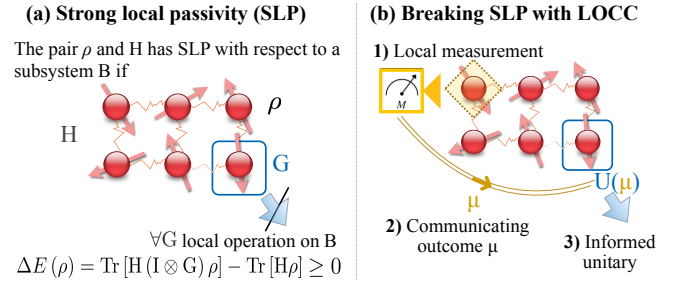 (a) Strong local passivity (SLP)
The pair ρ and H has SLP with respect to a
subsystem B if
ρ
H
G
∀G local operation on B
ΔE (ρ) = Tr [H (I ⊗ G) ρ] − Tr [Hρ] ≥ 0
(b) Breaking SLP with LOCC
1) Local measurement
M
U(μ)
μ
2) Communicating
outcome μ
3) Informed
unitary